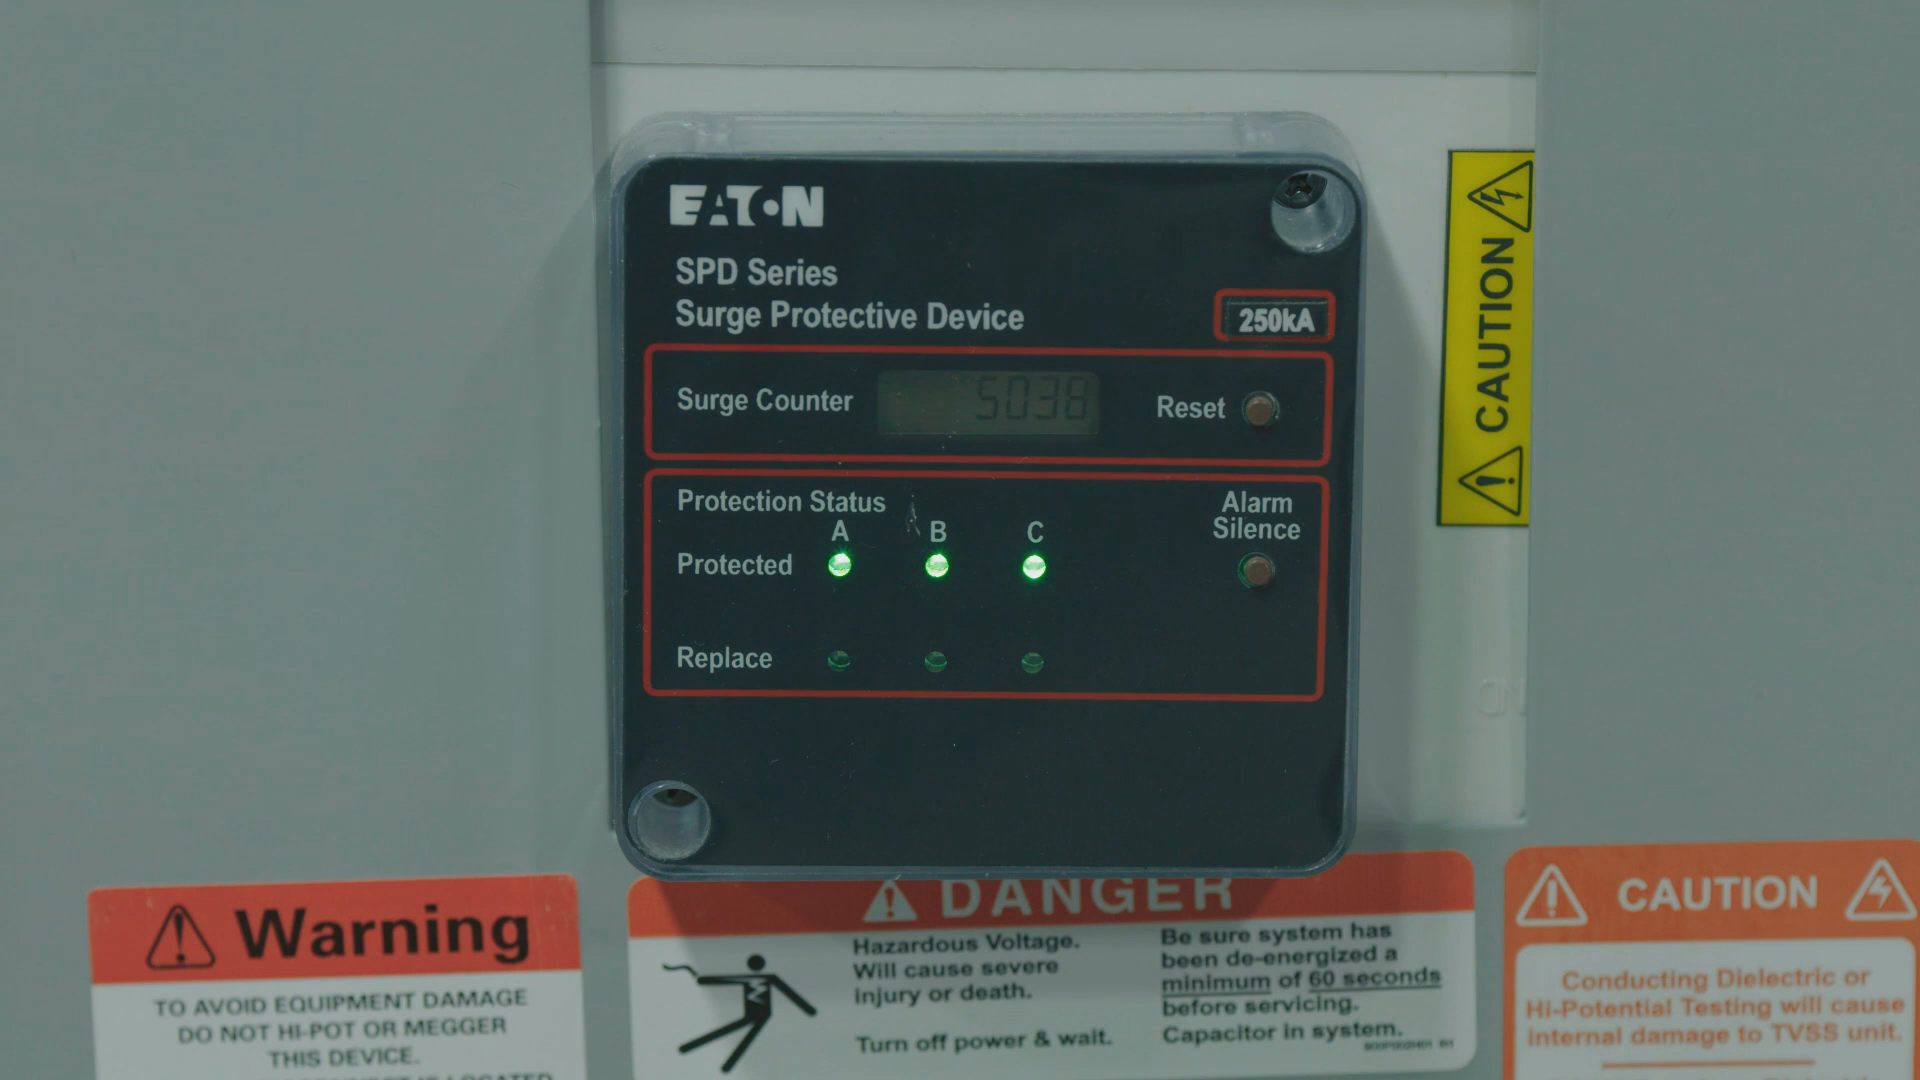 EATON
SPD Series
Surge Protective Device
250kA
Surge Counter 5038 Reset
Protection Status
A B C
Alarm
Silence
Protected
Replace
CAUTION
Warning
TO AVOID EQUIPMENT DAMAGE
DO NOT HI-POT OR MEGGER
THIS DEVICE.
DANGER
Hazardous Voltage.
Will cause severe
injury or death.
Turn off power & wait.
Be sure system has
been de-energized a
minimum of 60 seconds
before servicing.
Capacitor in system.
CAUTION
Conducting Dielectric or
Hi-Potential Testing will cause
internal damage to TVSS unit.